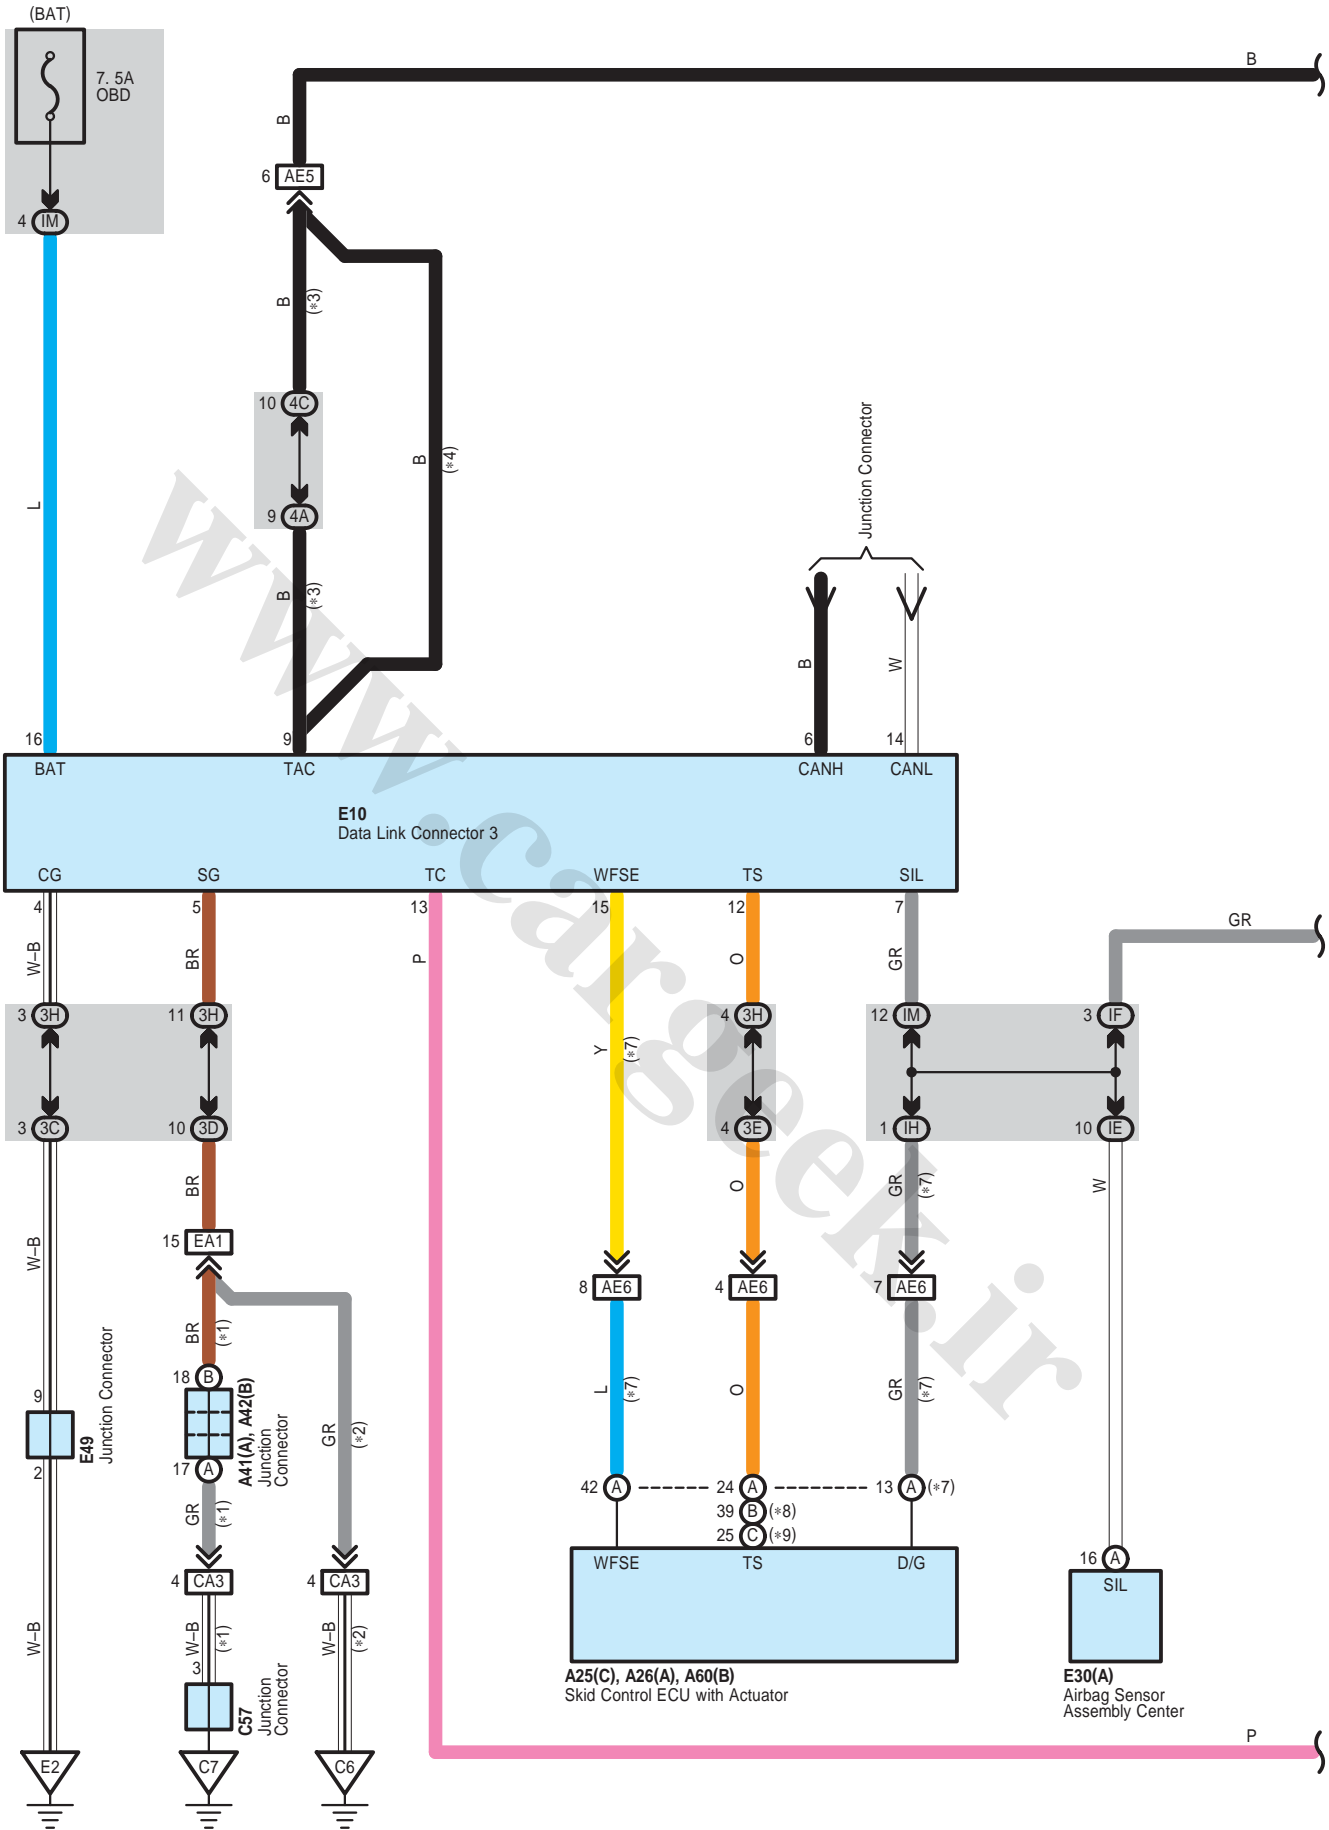 (BAT)
7. 5A
OBD
4 IM
L
B
B
6 AE5
B
(*3)
10 4C
9 4A
B
(*3)
B
(*4)
Junction Connector
B
W
16
9
6
14
BAT
TAC
CANH
CANL
E10
Data Link Connector 3
CG
SG
TC
WFSE
TS
SIL
4
5
13
15
12
7
W–B
BR
P
O
GR
GR
3 3H
11 3H
4 3H
12 IM
3 IF
Y
(*7)
3 3C
10 3D
4 3E
1 IH
10 IE
W–B
BR
O
GR
(*7)
W
15 EA1
8 AE6
4 AE6
7 AE6
BR
(*1)
9
E49
Junction Connector
2
18 B
A41(A), A42(B)
Junction
Connector
17 A
GR
(*2)
L
(*7)
O
GR
(*7)
GR
(*1)
42 A
24 A
13 A (*7)
39 B (*8)
25 C (*9)
4 CA3
4 CA3
WFSE
TS
D/G
16 A
SIL
W–B
W–B
(*1)
W–B
(*2)
3
C57
Junction
Connector
A25(C), A26(A), A60(B)
Skid Control ECU with Actuator
E30(A)
Airbag Sensor
Assembly Center
P
E2
C7
C6
www.cargeek.ir